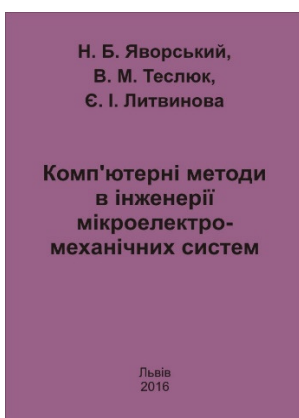 Н. Б. Яворський,
В. М. Теслюк,
Є. І. Литвинова
Комп'ютерні методи
в інженерії
мікроелектро-
механічних систем
Львів
2016